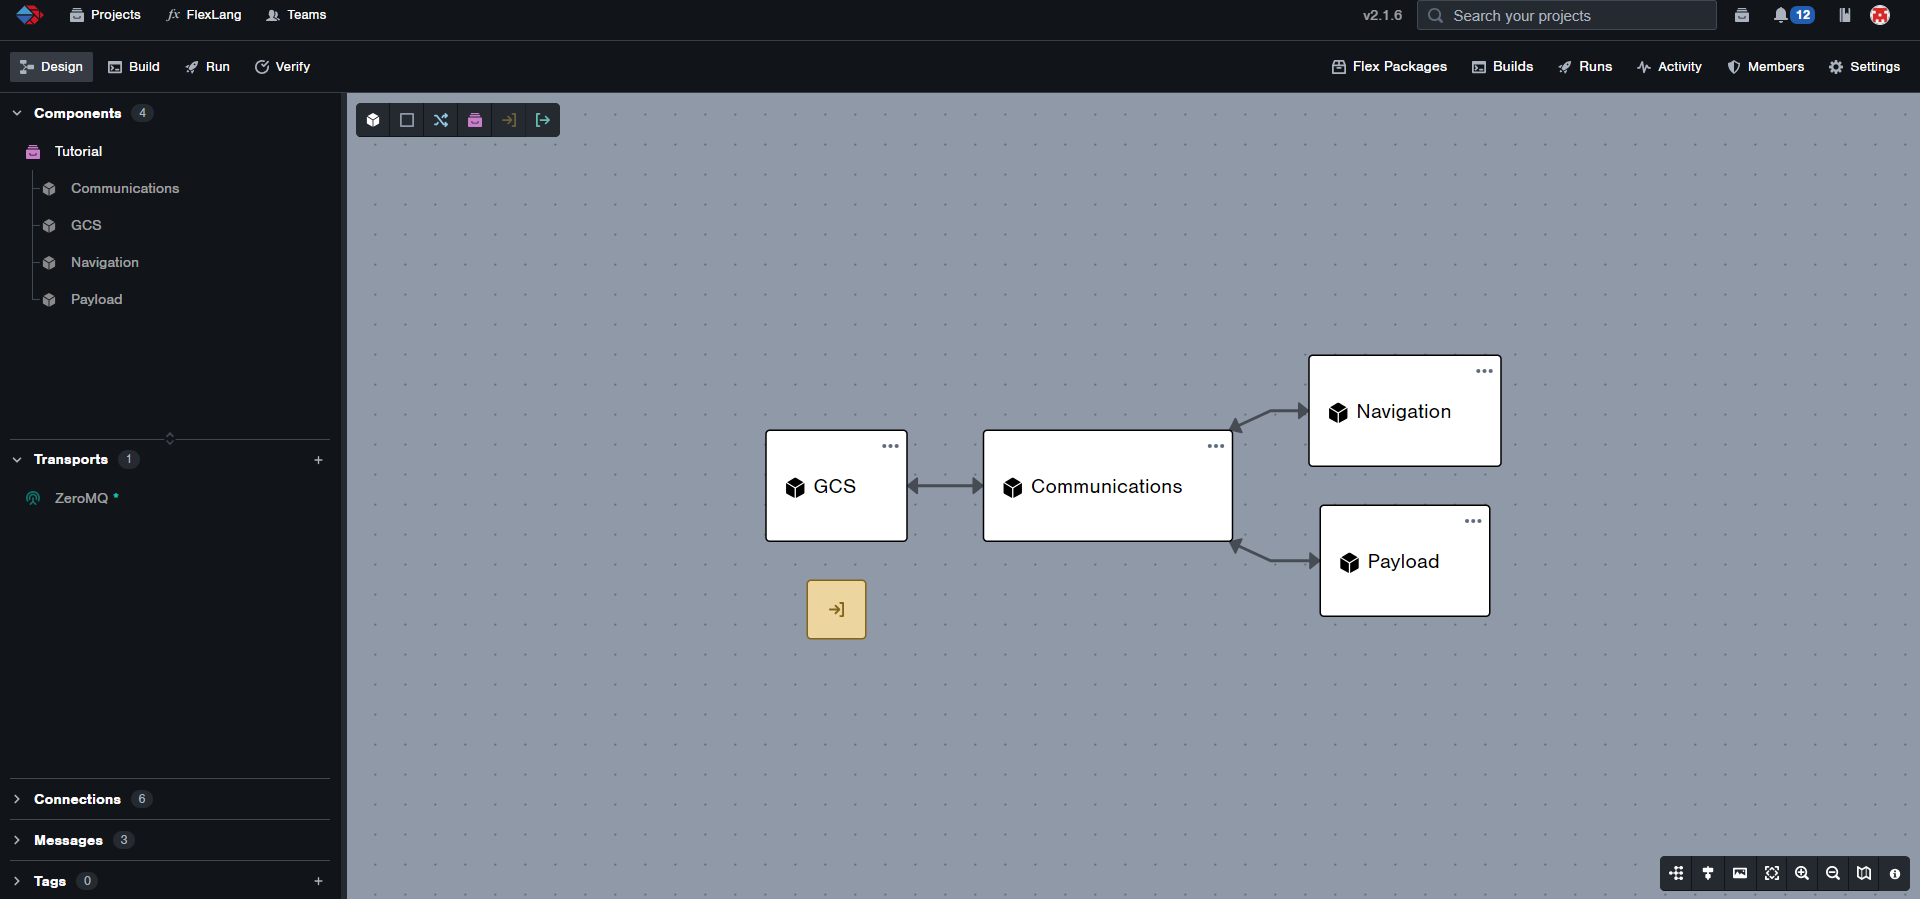 Projects
fx FlexLang
Teams
v2.1.6
Search your projects
12
Design
Build
Run
Verify
Flex Packages
Builds
Runs
Activity
Members
Settings
Components 4
Tutorial
Communications
GCS
Navigation
Payload
Transports 1 +
ZeroMQ *
Connections 6
Messages 3
Tags 0 +
Navigation
GCS
Communications
Payload